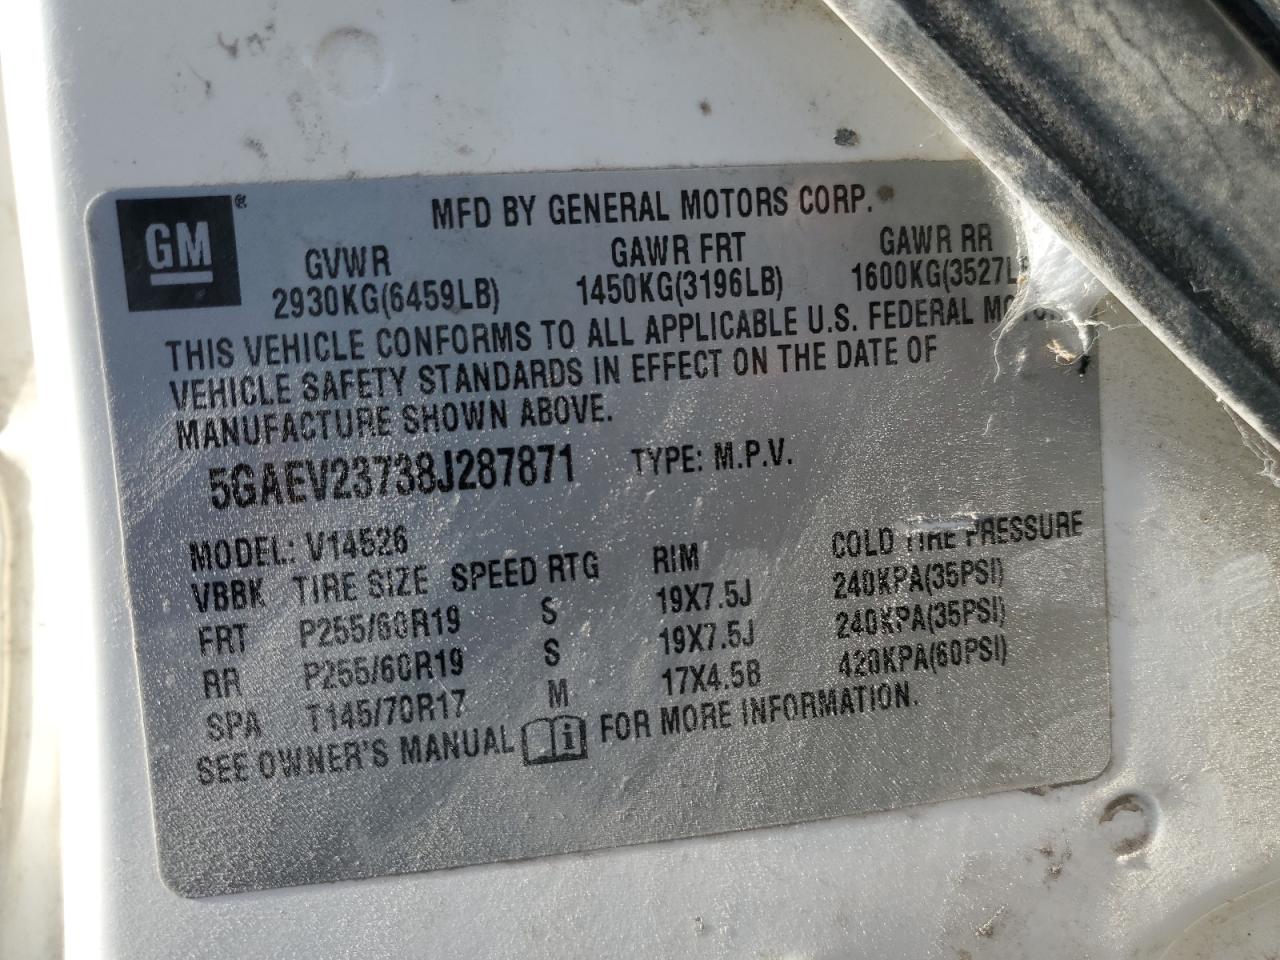 GM ®
MFD BY GENERAL MOTORS CORP.
GVWR GAWR FRT GAWR RR
2930KG(6459LB) 1450KG(3196LB) 1600KG(3527L
THIS VEHICLE CONFORMS TO ALL APPLICABLE U.S. FEDERAL
VEHICLE SAFETY STANDARDS IN EFFECT ON THE DATE OF
MANUFACTURE SHOWN ABOVE.
5GAEV23738J287871 TYPE: M.P.V.
MODEL: V14526
VBBK TIRE SIZE SPEED RTG RIM COLD TIRE PRESSURE
FRT P255/60R19 S 19X7.5J 240KPA(35PSI)
RR P255/60R19 S 19X7.5J 240KPA(35PSI)
SPA T145/70R17 M 17X4.5B 420KPA(60PSI)
SEE OWNER'S MANUAL i FOR MORE INFORMATION.